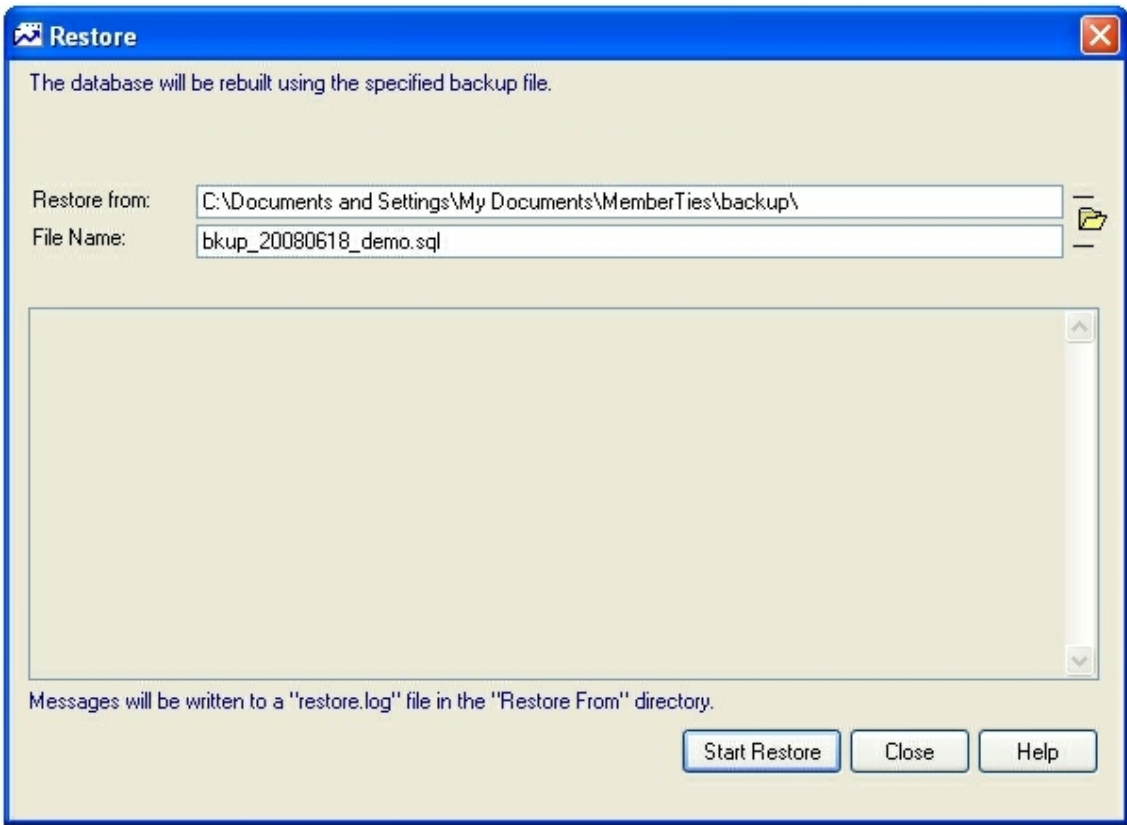 Restore
The database will be rebuilt using the specified backup file.
Restore from: C:\Documents and Settings\My Documents\MemberTies\backup\
File Name: bkup_20080618_demo.sql
Messages will be written to a "restore.log" file in the "Restore From" directory.
Start Restore Close Help